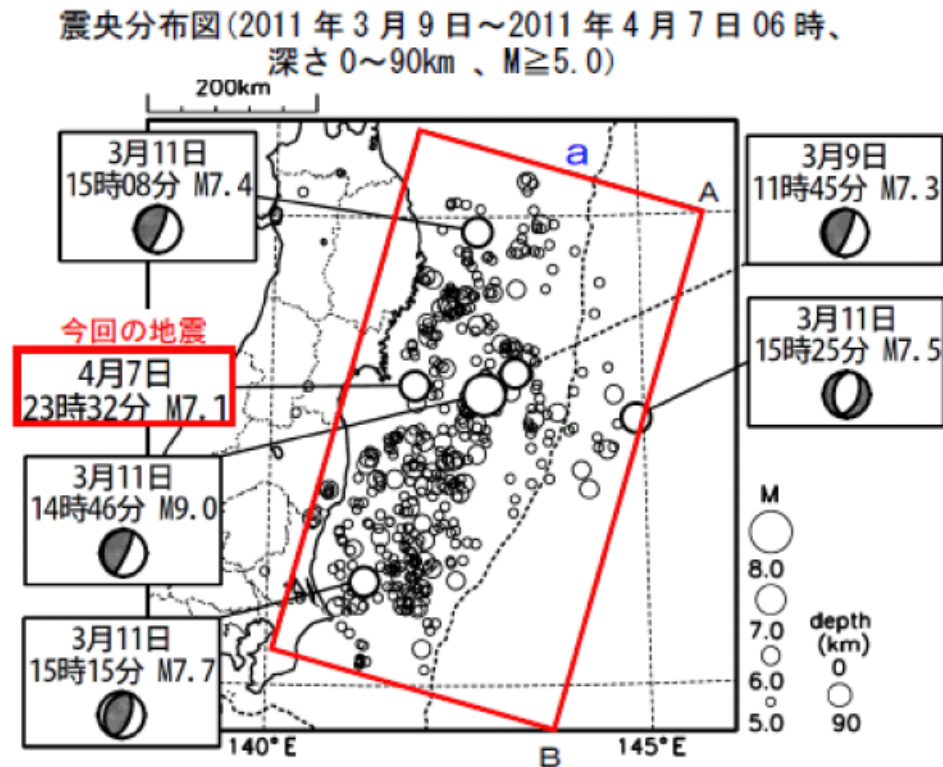 震央分布図(2011年3月9日～2011年4月7日06時、
深さ0～90km 、M≧5.0)
200km
3月11日
15時08分 M7.4
a
A
3月9日
11時45分 M7.3
今回の地震
4月7日
23時32分 M7.1
3月11日
15時25分 M7.5
3月11日
14時46分 M9.0
3月11日
15時15分 M7.7
M
8.0
7.0
6.0
5.0
depth
(km)
0
90
140°E
B
145°E